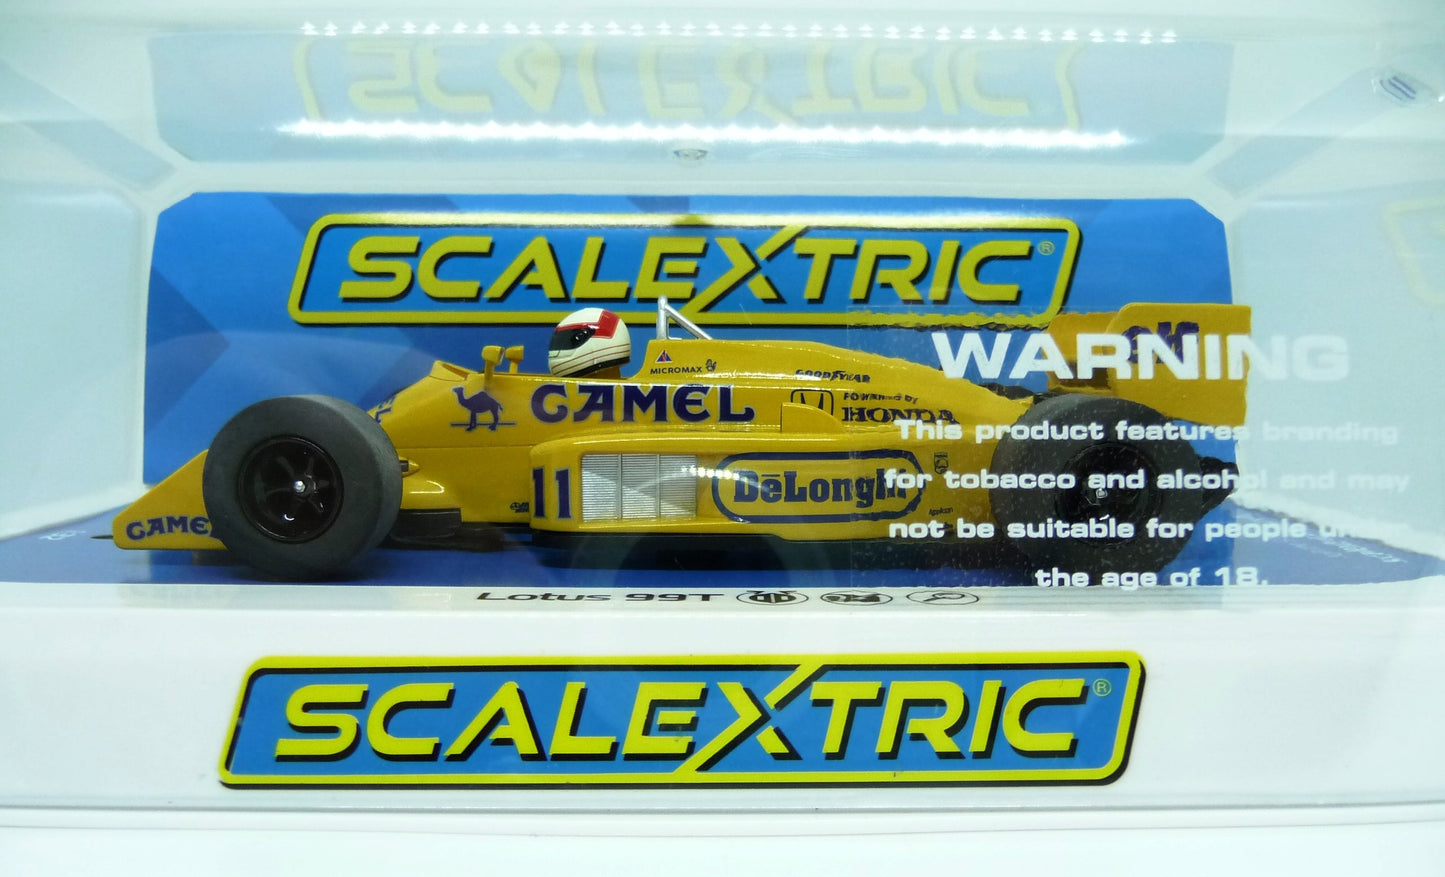 SCALEXTRIC®
WARNING
This product features branding
for tobacco and alcohol and may
not be suitable for people under
the age of 18.
MICROMAX
CAMEL
GOODYEAR
POWERED by
HONDA
11
DeLonghi
CAMEL
Lotus 99T
SCALEXTRIC®